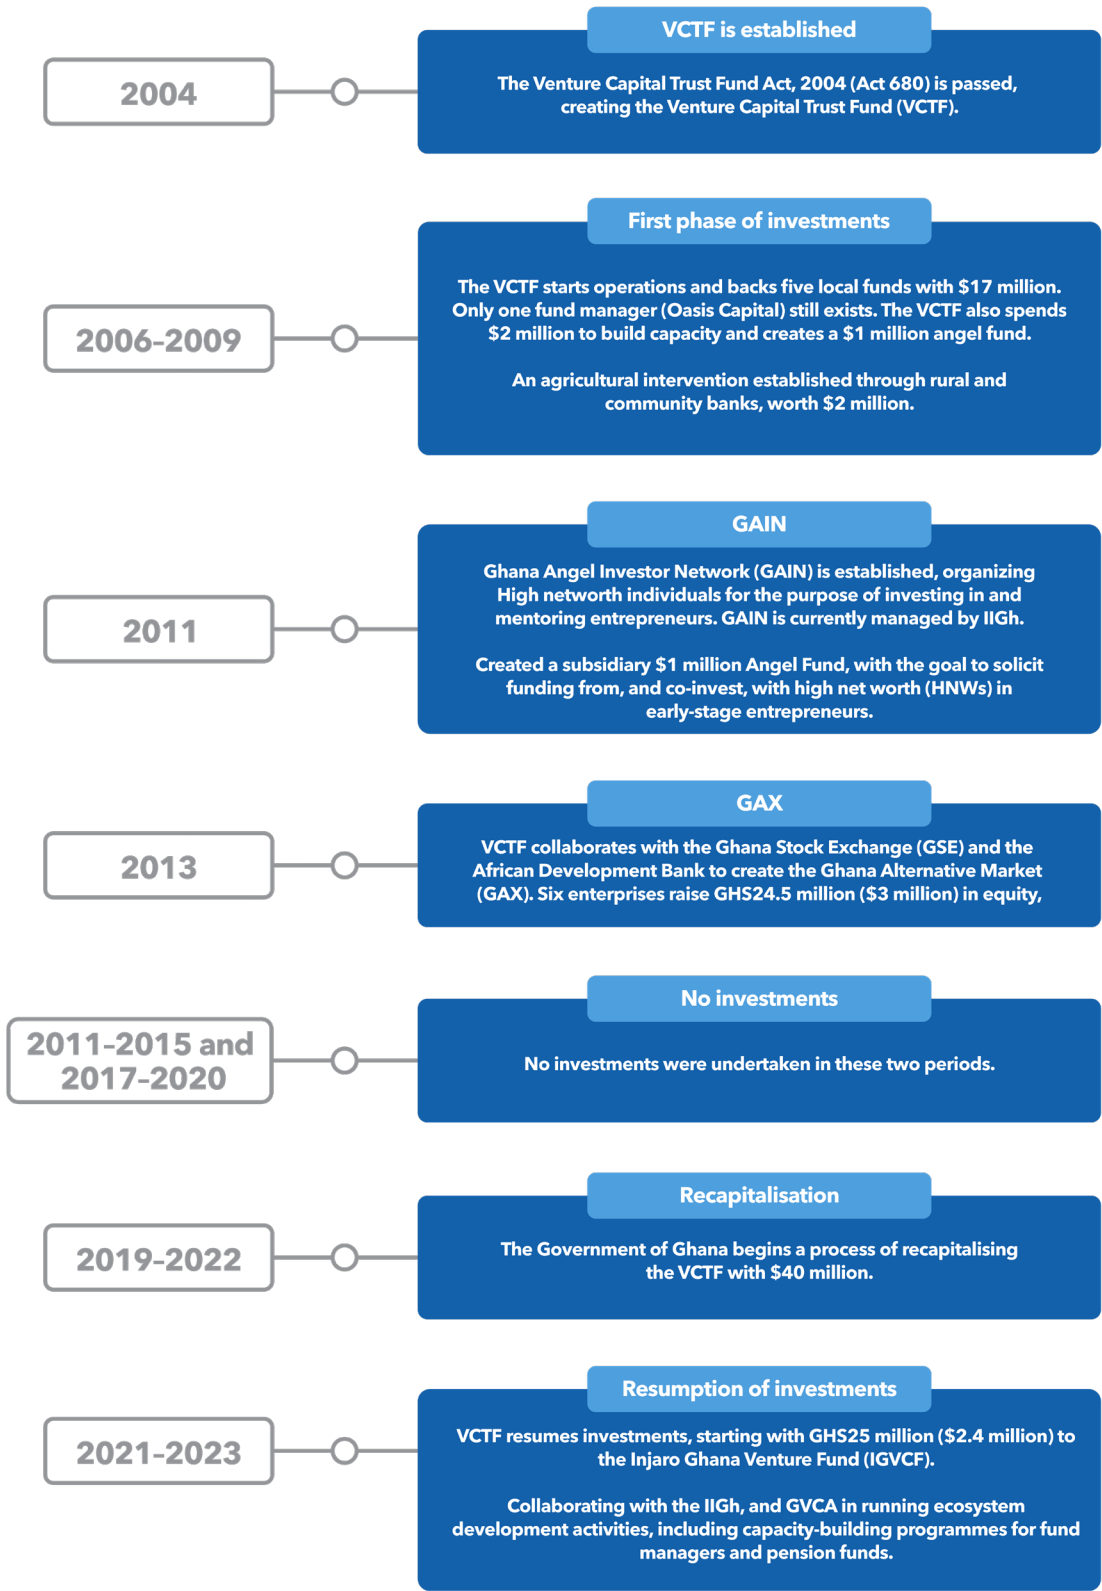 VCTF is established
2004
The Venture Capital Trust Fund Act, 2004 (Act 680) is passed,
creating the Venture Capital Trust Fund (VCTF).
First phase of investments
2006–2009
The VCTF starts operations and backs five local funds with $17 million.
Only one fund manager (Oasis Capital) still exists. The VCTF also spends
$2 million to build capacity and creates a $1 million angel fund.
An agricultural intervention established through rural and
community banks, worth $2 million.
GAIN
2011
Ghana Angel Investor Network (GAIN) is established, organizing
High networth individuals for the purpose of investing in and
mentoring entrepreneurs. GAIN is currently managed by IIGh.
Created a subsidiary $1 million Angel Fund, with the goal to solicit
funding from, and co-invest, with high net worth (HNWs) in
early-stage entrepreneurs.
GAX
2013
VCTF collaborates with the Ghana Stock Exchange (GSE) and the
African Development Bank to create the Ghana Alternative Market
(GAX). Six enterprises raise GHS24.5 million ($3 million) in equity,
No investments
2011–2015 and
2017–2020
No investments were undertaken in these two periods.
Recapitalisation
2019–2022
The Government of Ghana begins a process of recapitalising
the VCTF with $40 million.
Resumption of investments
2021–2023
VCTF resumes investments, starting with GHS25 million ($2.4 million) to
the Injaro Ghana Venture Fund (IGVCF).
Collaborating with the IIGh, and GVCA in running ecosystem
development activities, including capacity-building programmes for fund
managers and pension funds.